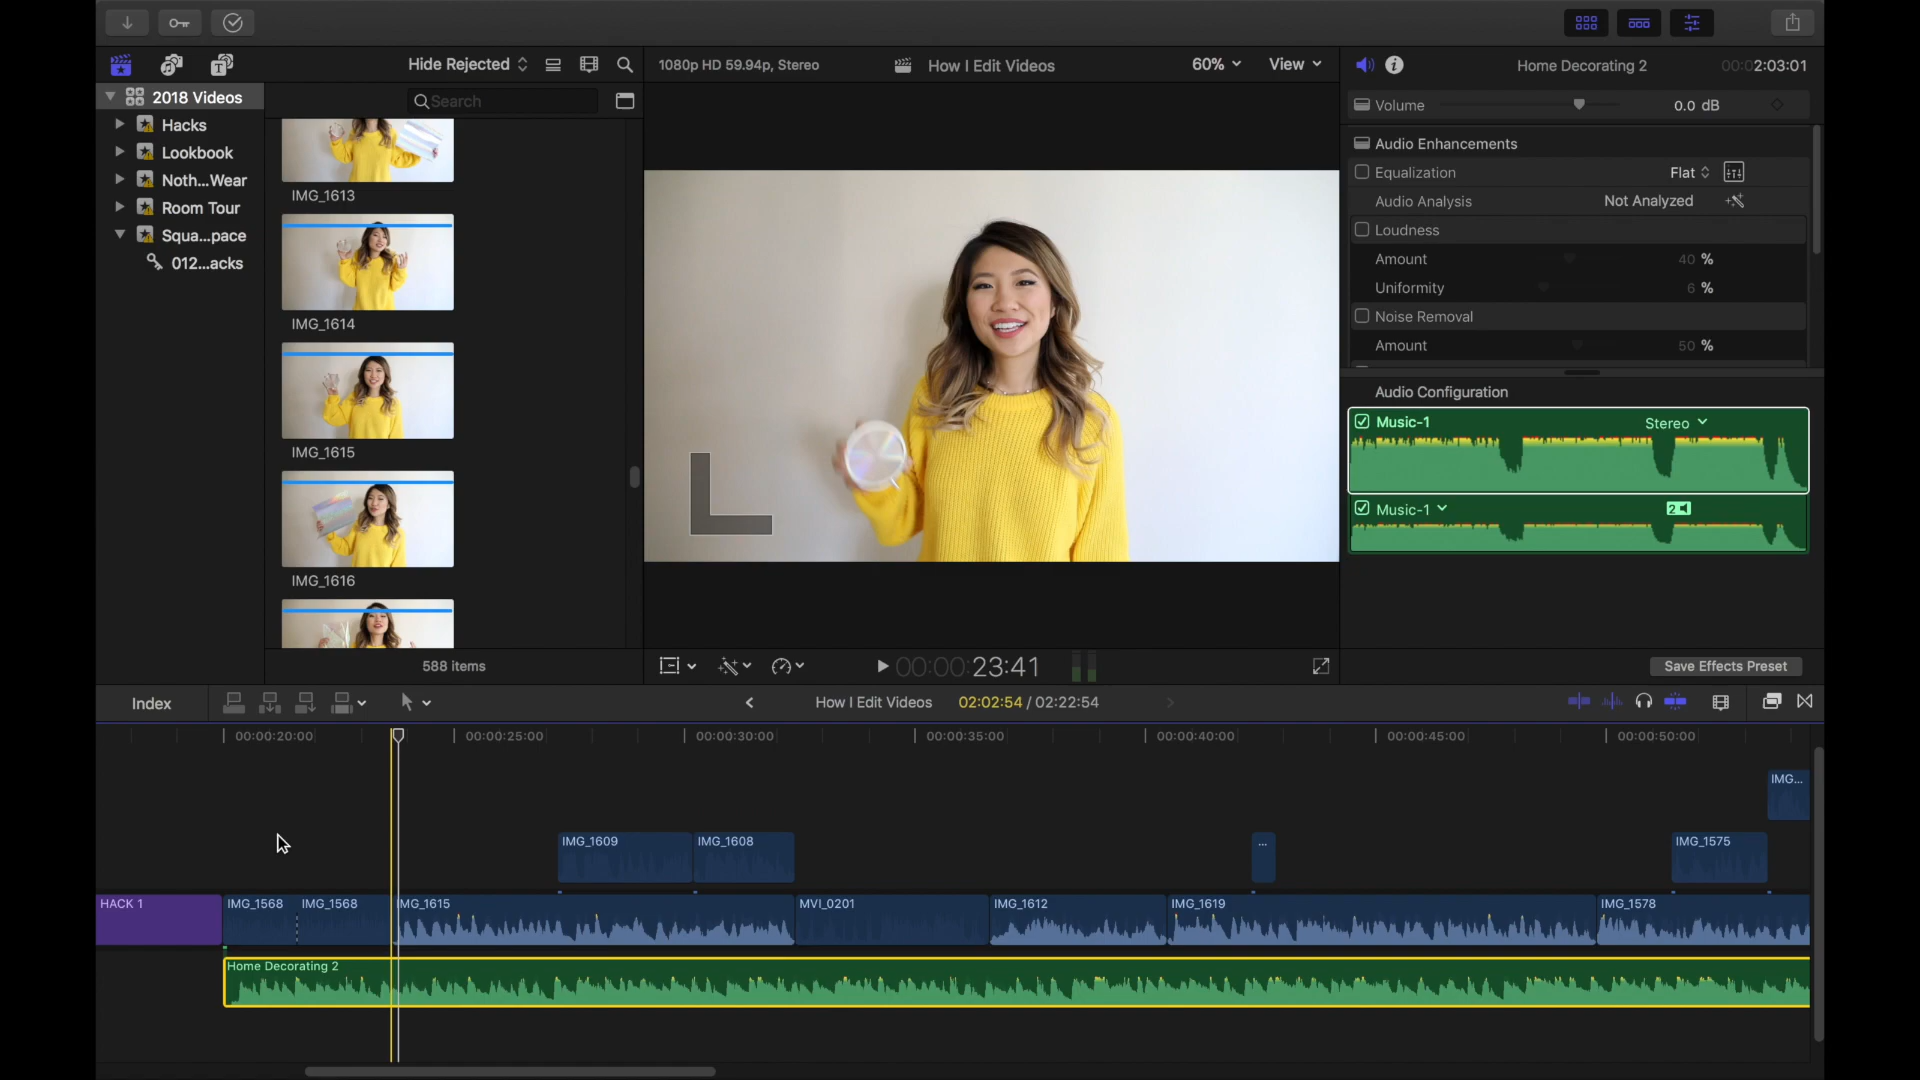 Hide Rejected
1080p HD 59.94p, Stereo
How I Edit Videos
60%
View
Home Decorating 2
00:02:03:01
2018 Videos
Search
Volume
0.0 dB
Hacks
Lookbook
Noth...Wear
Room Tour
Squa...pace
012...acks
IMG_1613
IMG_1614
IMG_1615
IMG_1616
588 items
Audio Enhancements
Equalization
Flat
Audio Analysis
Not Analyzed
Loudness
Amount
40 %
Uniformity
6 %
Noise Removal
Amount
50 %
Audio Configuration
Music-1
Stereo
Music-1
2
Save Effects Preset
00:00:00:23:41
Index
How I Edit Videos
02:02:54 / 02:22:54
00:00:20:00
00:00:25:00
00:00:30:00
00:00:35:00
00:00:40:00
00:00:45:00
00:00:50:00
IMG...
IMG_1609
IMG_1608
...
IMG_1575
HACK 1
IMG_1568
IMG_1568
IMG_1615
MVI_0201
IMG_1612
IMG_1619
IMG_1578
Home Decorating 2